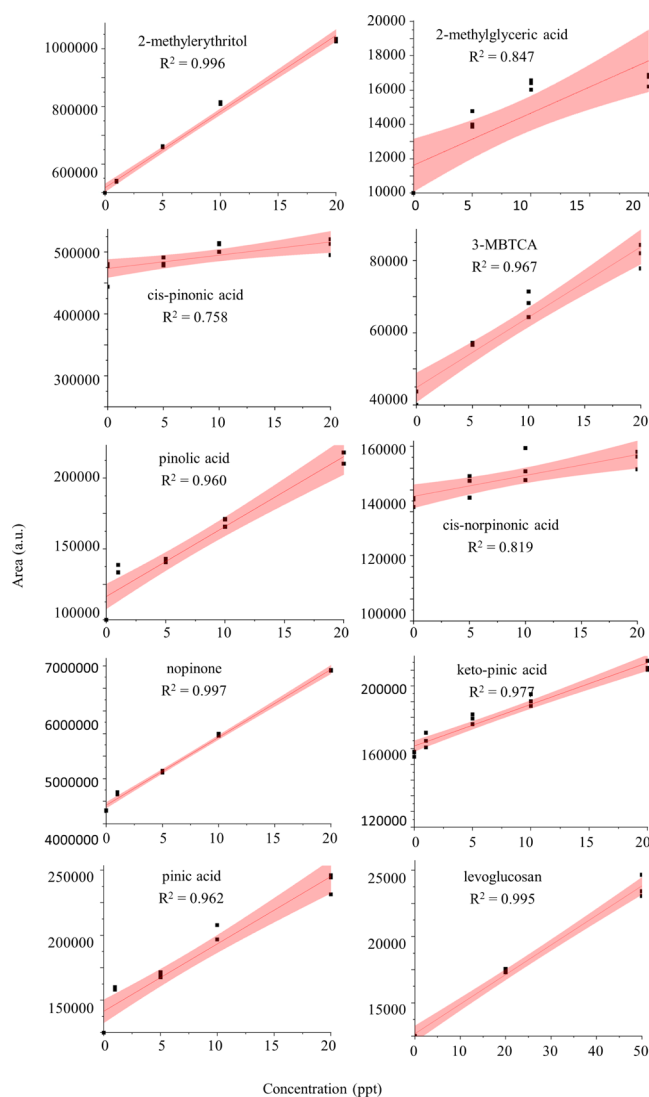 2-methylerythritol
R² = 0.996
1000000
800000
600000
0 5 10 15 20
2-methylglyceric acid
R² = 0.847
20000
18000
16000
14000
12000
10000
0 5 10 15 20
cis-pinonic acid
R² = 0.758
500000
400000
300000
0 5 10 15 20
3-MBTCA
R² = 0.967
80000
60000
40000
0 5 10 15 20
pinolic acid
R² = 0.960
200000
150000
100000
0 5 10 15 20
cis-norpinonic acid
R² = 0.819
160000
140000
120000
100000
0 5 10 15 20
Area (a.u.)
nopinone
R² = 0.997
7000000
6000000
5000000
4000000
0 5 10 15 20
keto-pinic acid
R² = 0.977
200000
160000
120000
0 5 10 15 20
pinic acid
R² = 0.962
250000
200000
150000
0 5 10 15 20
levoglucosan
R² = 0.995
25000
20000
15000
0 10 20 30 40 50
Concentration (ppt)